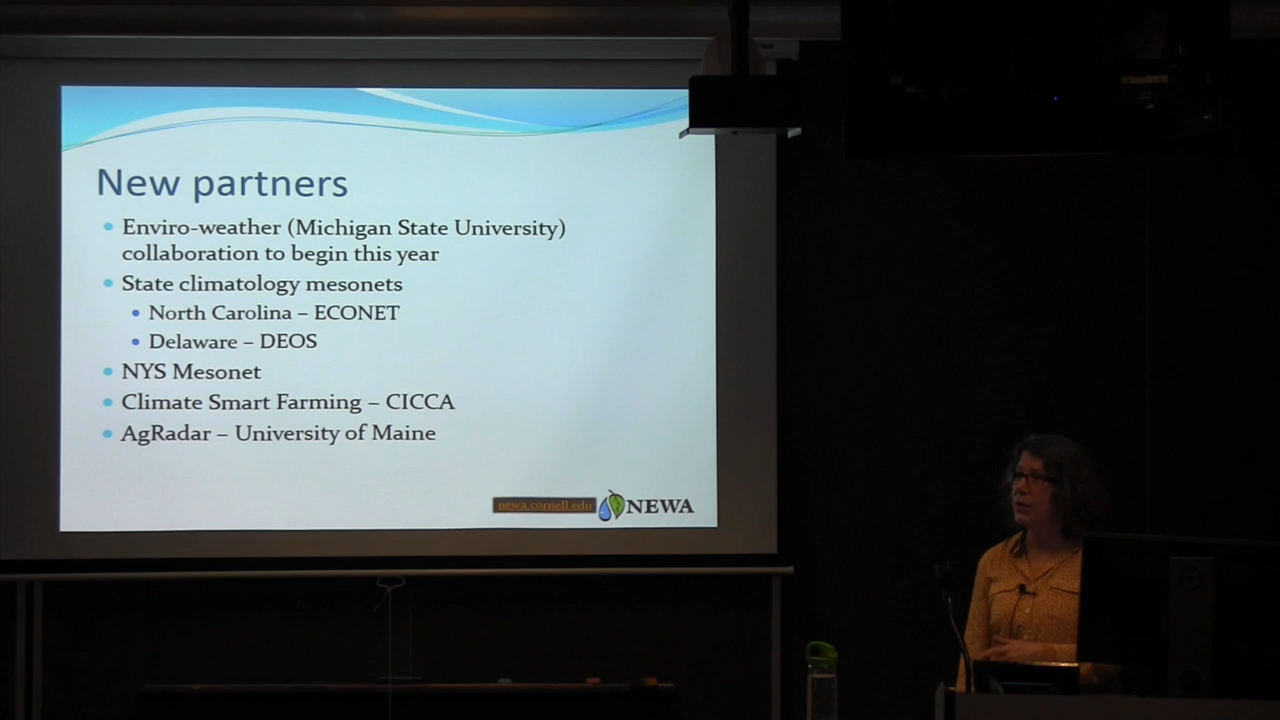 New partners
Enviro-weather (Michigan State University)
collaboration to begin this year
State climatology mesonets
North Carolina – ECONET
Delaware – DEOS
NYS Mesonet
Climate Smart Farming – CICCA
AgRadar – University of Maine
newa.cornell.edu NEWA